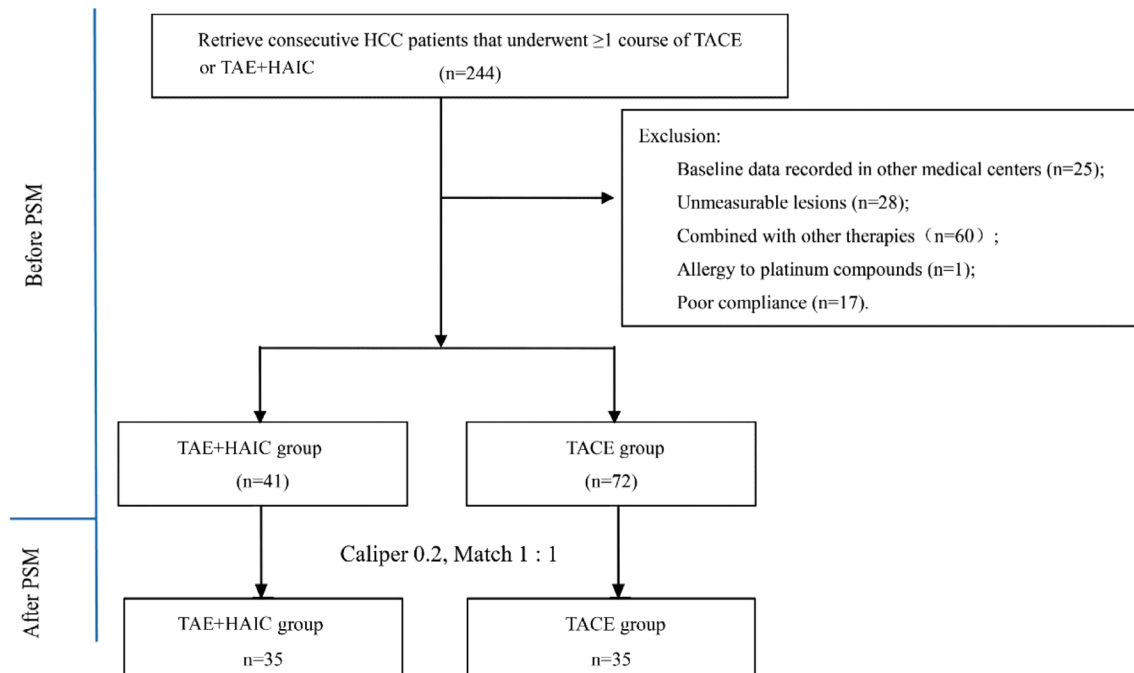 Retrieve consecutive HCC patients that underwent ≥1 course of TACE
or TAE+HAIC (n=244)
Exclusion:
Baseline data recorded in other medical centers (n=25);
Unmeasurable lesions (n=28);
Combined with other therapies（n=60）;
Allergy to platinum compounds (n=1);
Poor compliance (n=17).
Before PSM
TAE+HAIC group
(n=41)
TACE group
(n=72)
Caliper 0.2, Match 1 : 1
After PSM
TAE+HAIC group
n=35
TACE group
n=35